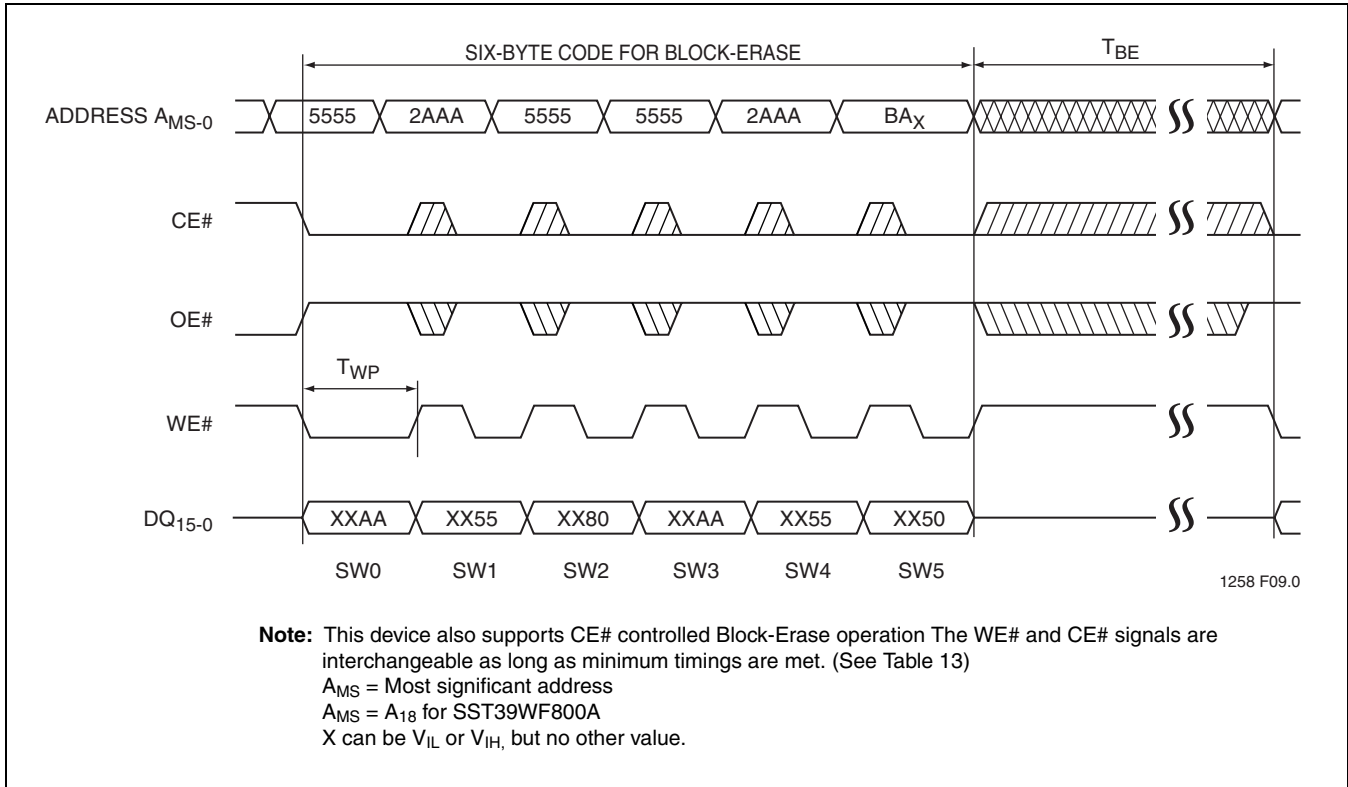 SIX-BYTE CODE FOR BLOCK-ERASE TBE
ADDRESS AMS-0 5555 2AAA 5555 5555 2AAA BAX
CE#
OE#
TWP
WE#
DQ15-0 XXAA XX55 XX80 XXAA XX55 XX50
SW0 SW1 SW2 SW3 SW4 SW5
1258 F09.0
Note: This device also supports CE# controlled Block-Erase operation The WE# and CE# signals are
interchangeable as long as minimum timings are met. (See Table 13)
AMS = Most significant address
AMS = A18 for SST39WF800A
X can be VIL or VIH, but no other value.